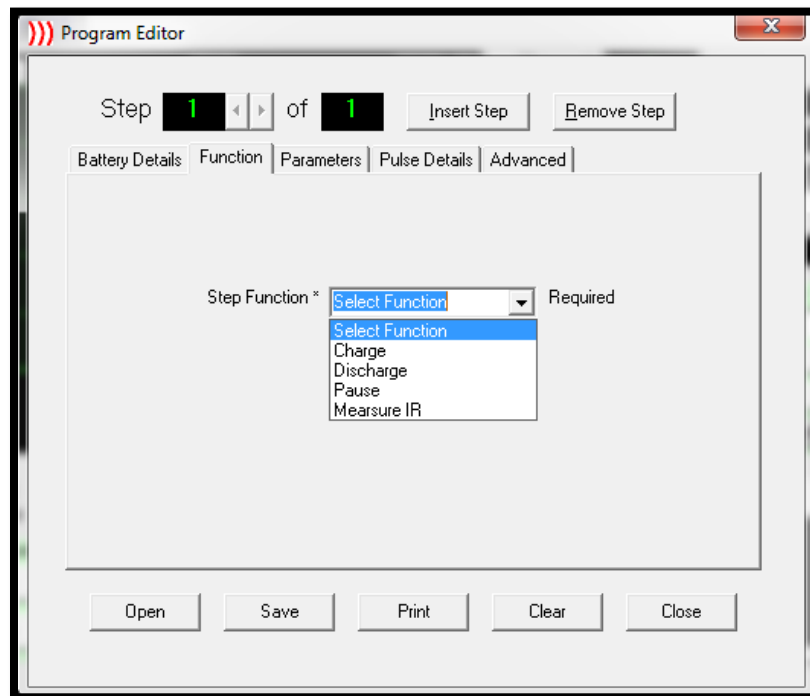 Program Editor
Step 1 of 1 Insert Step Remove Step
Battery Details Function Parameters Pulse Details Advanced
Step Function * Select Function Required
Select Function
Charge
Discharge
Pause
Mearsure IR
Open Save Print Clear Close